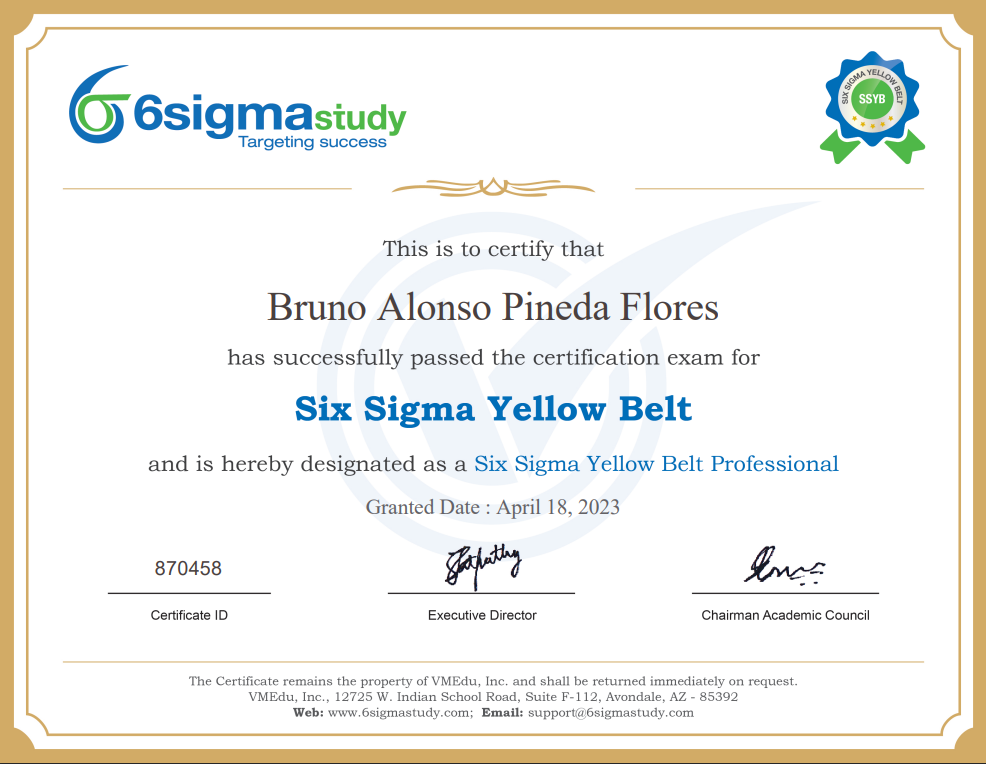 6sigmastudy
Targeting success
SIX SIGMA YELLOW BELT
SSYB
This is to certify that
Bruno Alonso Pineda Flores
has successfully passed the certification exam for
Six Sigma Yellow Belt
and is hereby designated as a Six Sigma Yellow Belt Professional
Granted Date : April 18, 2023
870458
Certificate ID
Executive Director
Chairman Academic Council
The Certificate remains the property of VMEdu, Inc. and shall be returned immediately on request.
VMEdu, Inc., 12725 W. Indian School Road, Suite F-112, Avondale, AZ - 85392
Web: www.6sigmastudy.com; Email: support@6sigmastudy.com